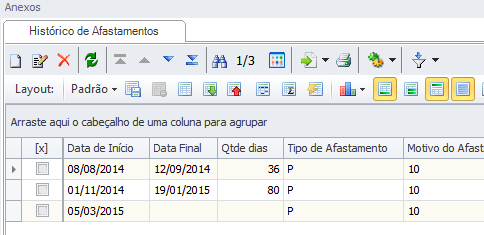 Anexos
Histórico de Afastamentos
1/3
Layout: Padrão
Arraste aqui o cabeçalho de uma coluna para agrupar
[x] Data de Início Data Final Qtde dias Tipo de Afastamento Motivo do Afast
08/08/2014 12/09/2014 36 P 10
01/11/2014 19/01/2015 80 P 10
05/03/2015 P 10